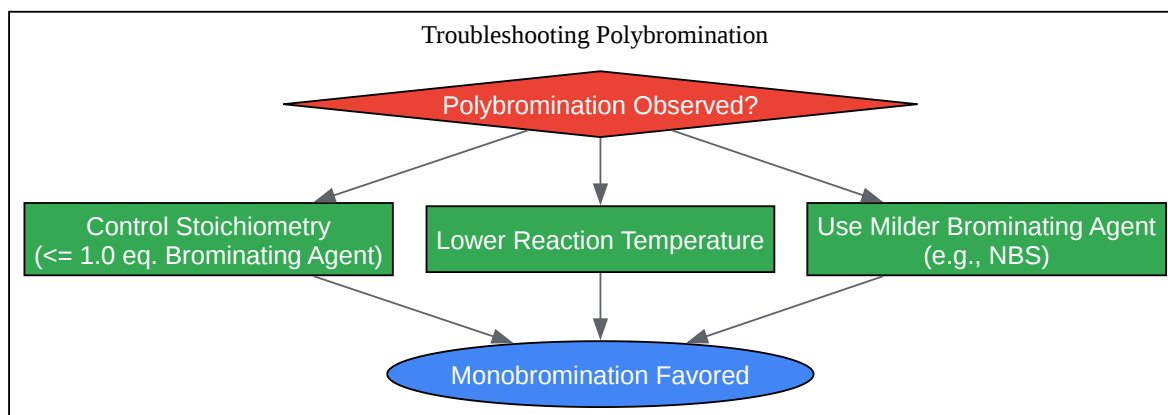 Troubleshooting Polybromination
Polybromination Observed?
Control Stoichiometry
(<= 1.0 eq. Brominating Agent)
Lower Reaction Temperature
Use Milder Brominating Agent
(e.g., NBS)
Monobromination Favored